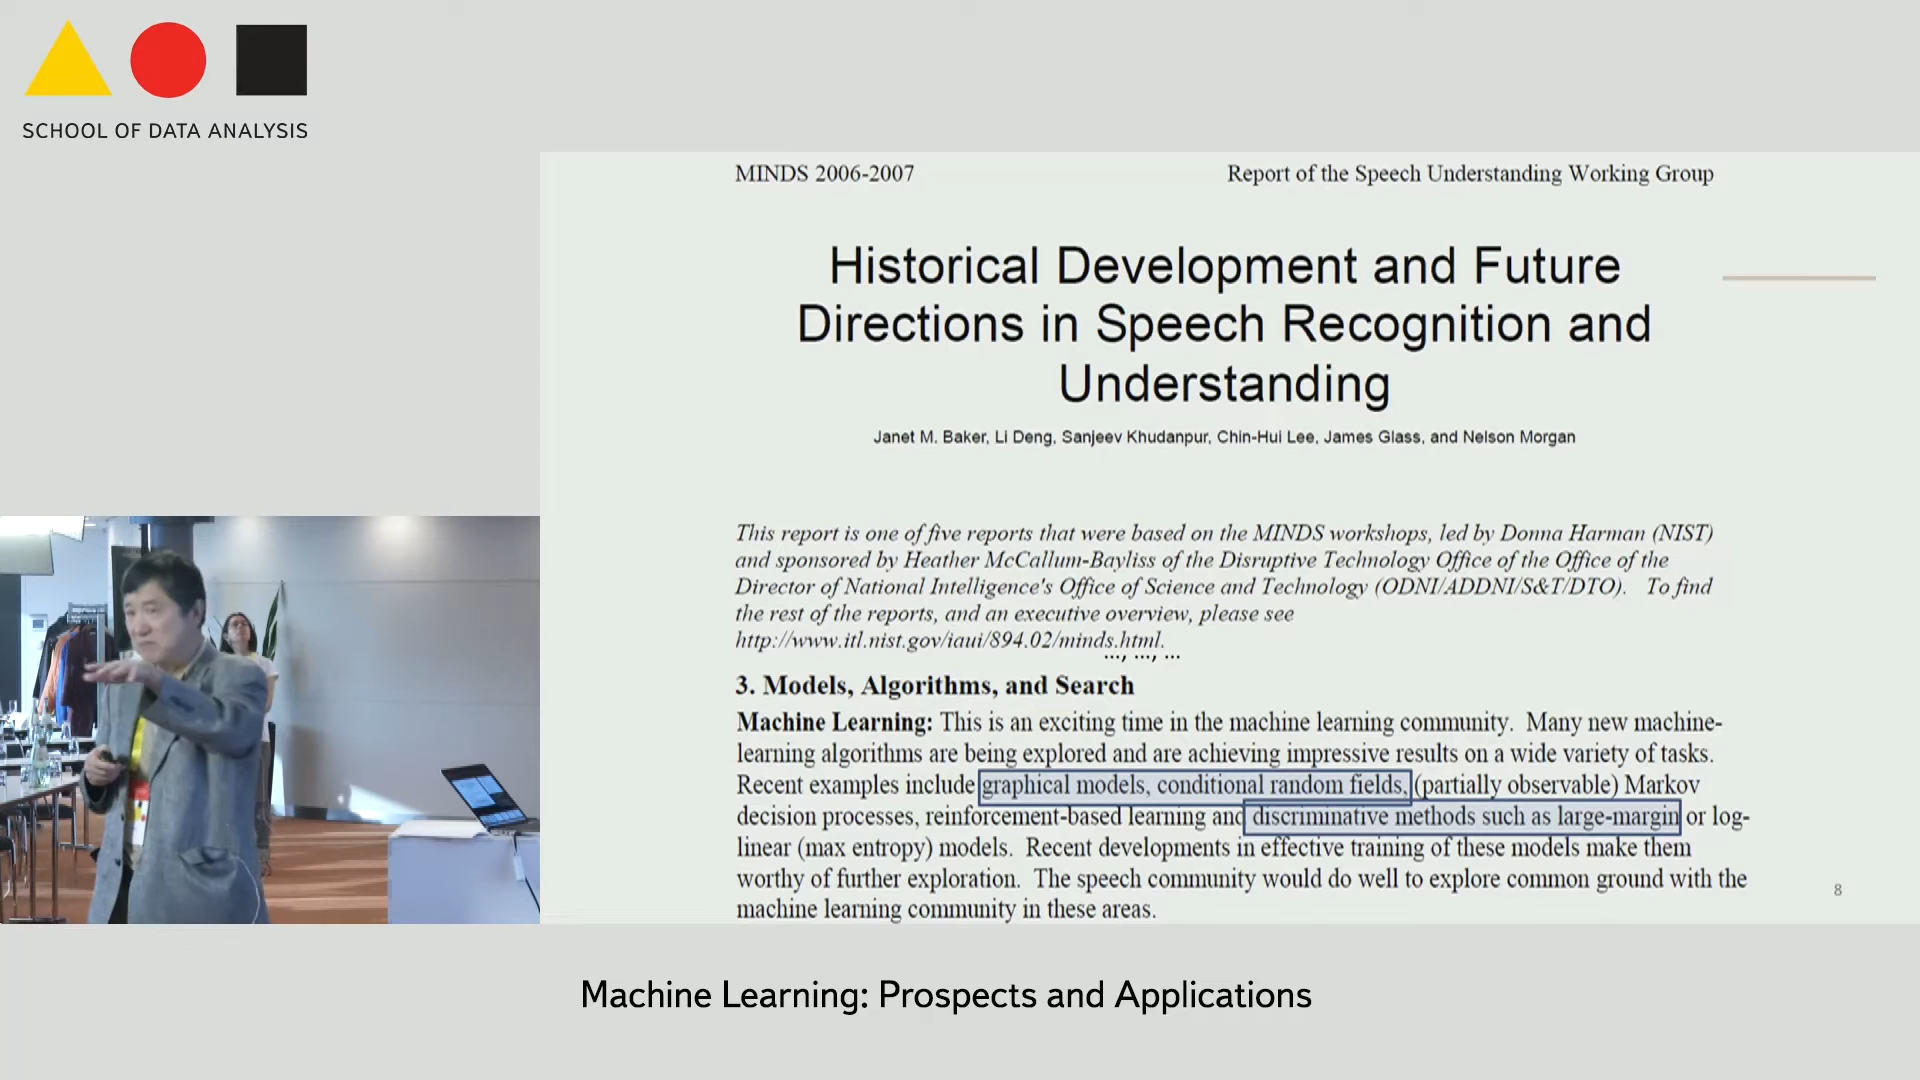 SCHOOL OF DATA ANALYSIS
MINDS 2006-2007
Report of the Speech Understanding Working Group
Historical Development and Future
Directions in Speech Recognition and
Understanding
Janet M. Baker, Li Deng, Sanjeev Khudanpur, Chin-Hui Lee, James Glass, and Nelson Morgan
This report is one of five reports that were based on the MINDS workshops, led by Donna Harman (NIST)
and sponsored by Heather McCallum-Bayliss of the Disruptive Technology Office of the Office of the
Director of National Intelligence's Office of Science and Technology (ODNI/ADDNI/S&T/DTO). To find
the rest of the reports, and an executive overview, please see
http://www.itl.nist.gov/iaui/894.02/minds.html.
..., ..., ...
3. Models, Algorithms, and Search
Machine Learning: This is an exciting time in the machine learning community. Many new machine-
learning algorithms are being explored and are achieving impressive results on a wide variety of tasks.
Recent examples include graphical models, conditional random fields, (partially observable) Markov
decision processes, reinforcement-based learning and discriminative methods such as large-margin or log-
linear (max entropy) models. Recent developments in effective training of these models make them
worthy of further exploration. The speech community would do well to explore common ground with the
machine learning community in these areas.
8
Machine Learning: Prospects and Applications